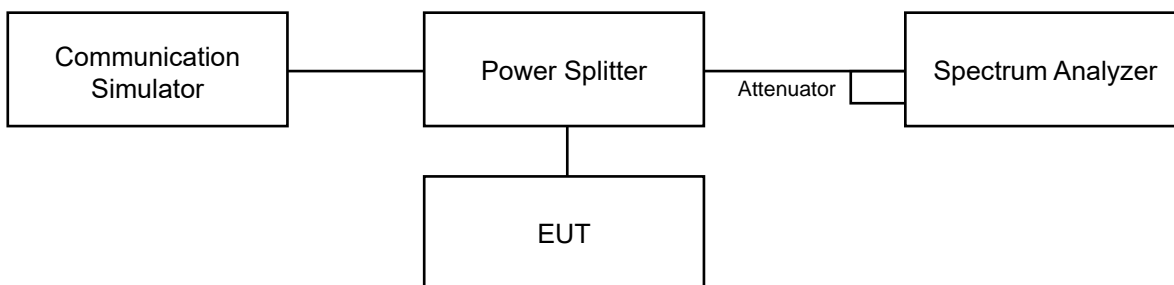 Communication
Simulator
Power Splitter
Attenuator
Spectrum Analyzer
EUT